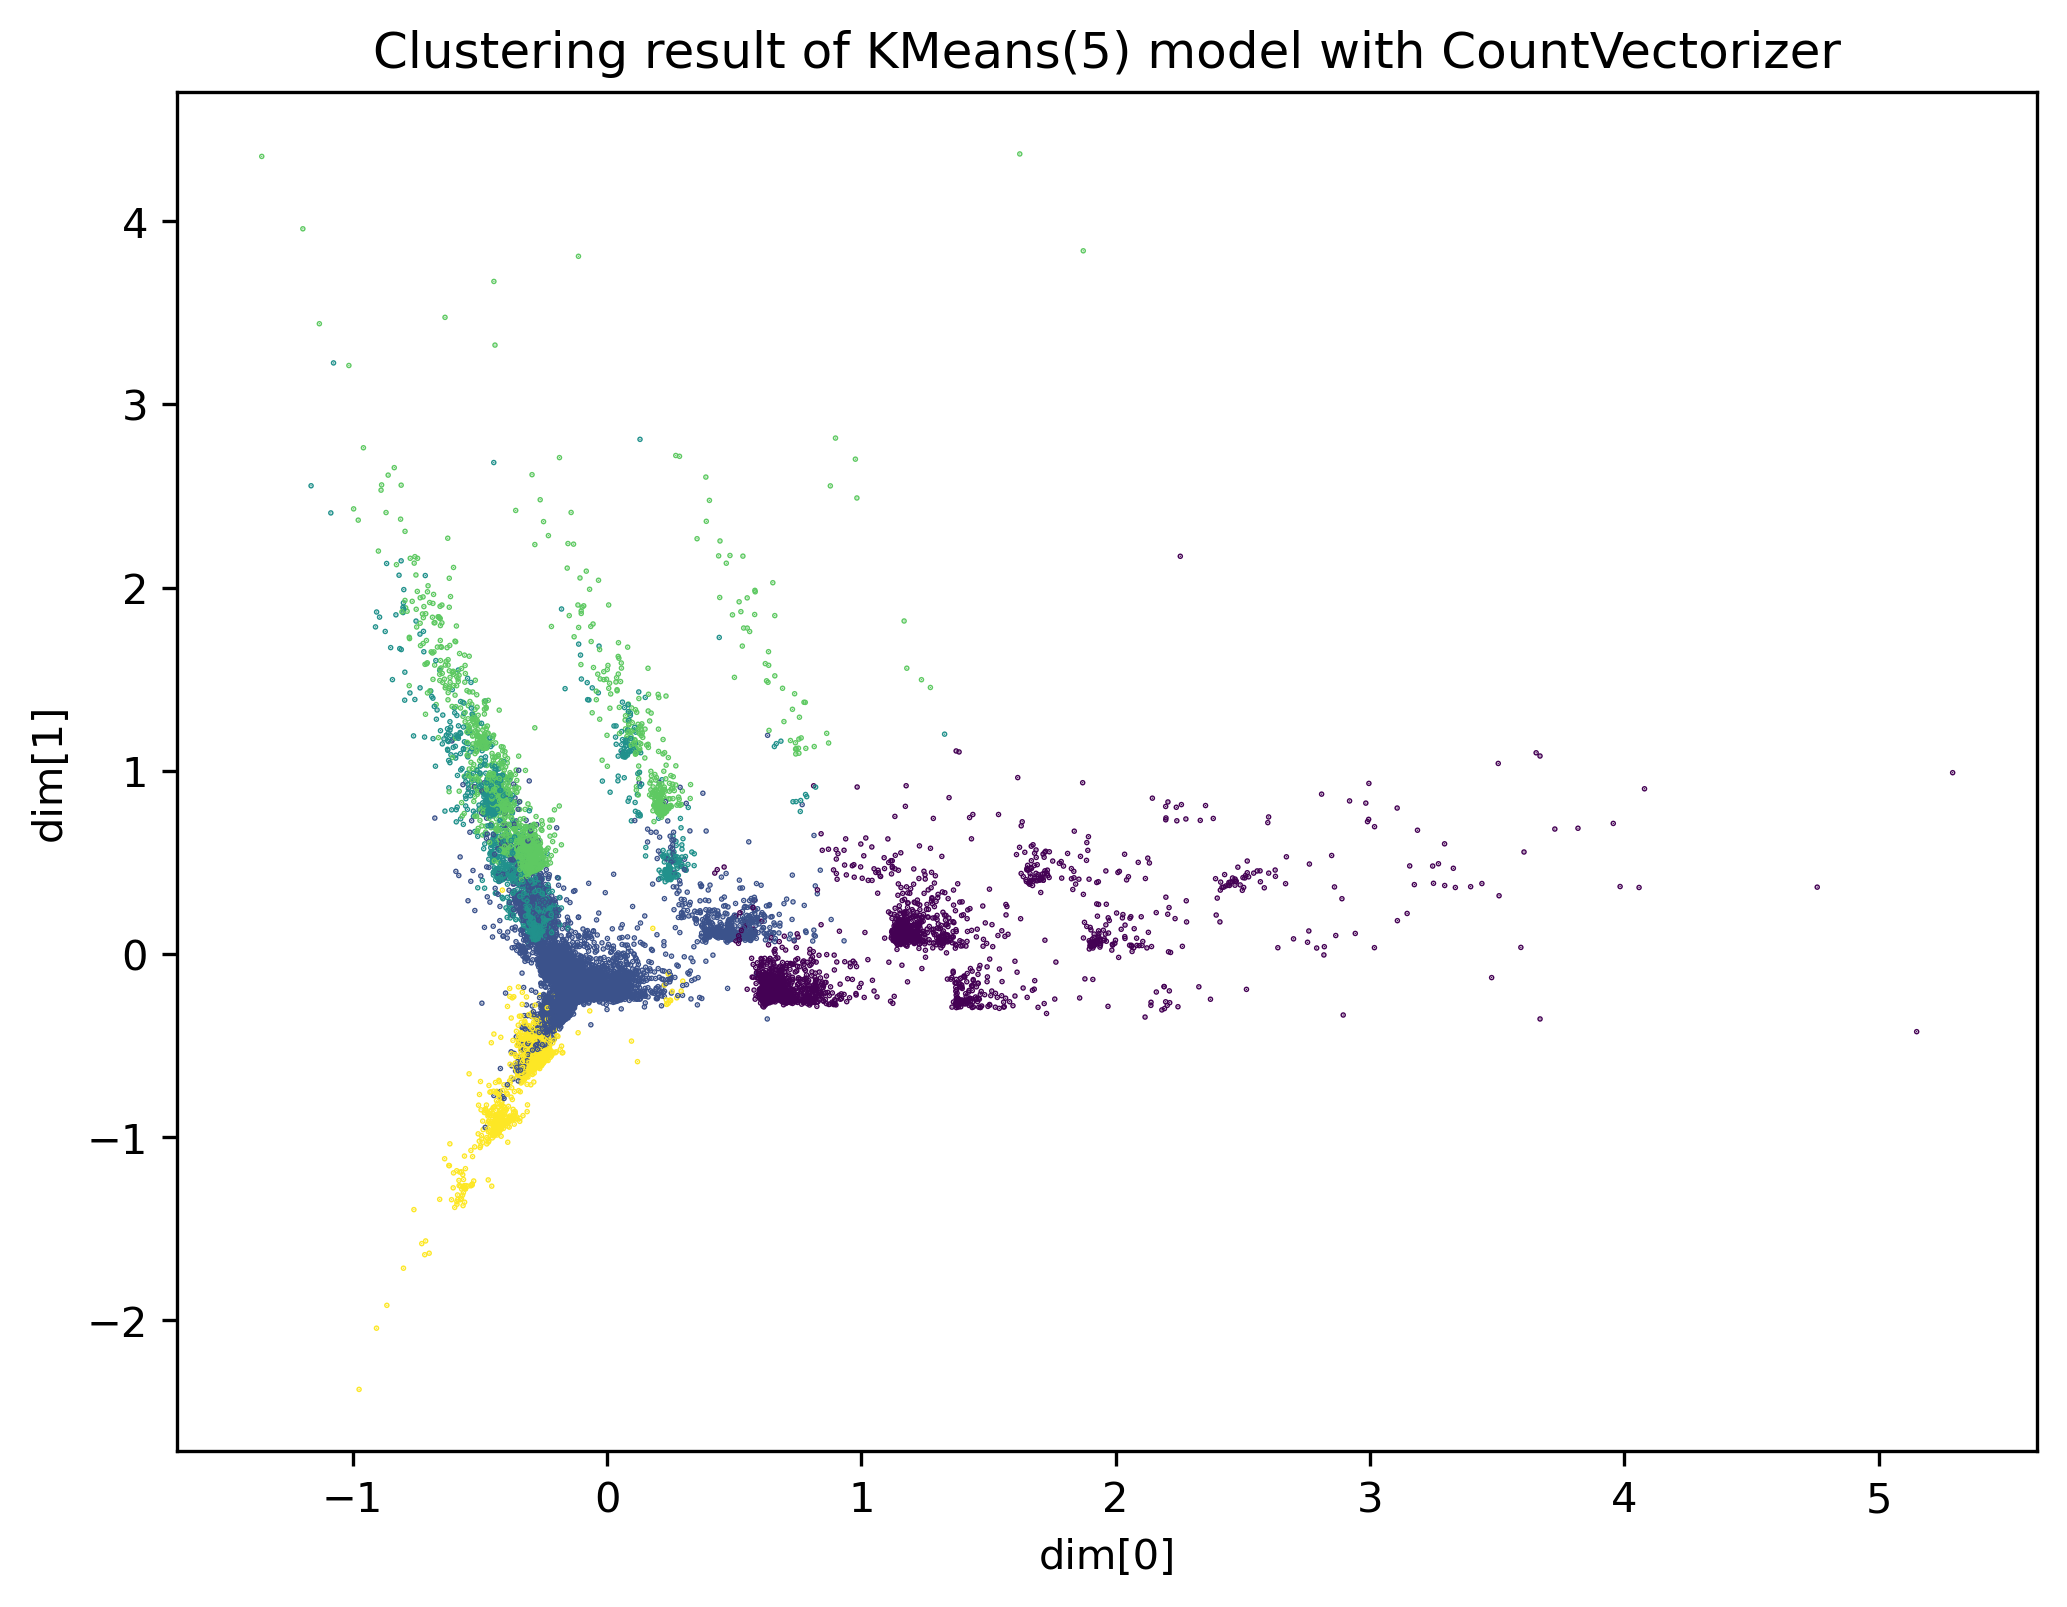 Clustering result of KMeans(5) model with CountVectorizer
4
3
2
1
0
−1
−2
dim[1]
−1 0 1 2 3 4 5
dim[0]